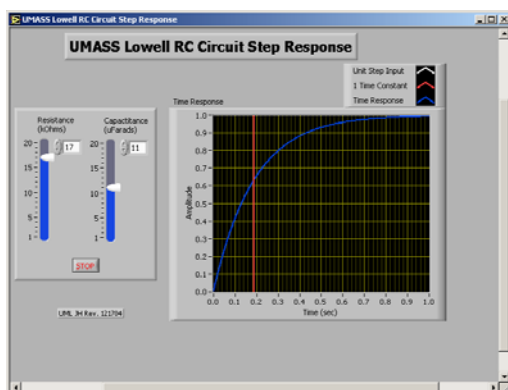 UMASS Lowell RC Circuit Step Response
UMASS Lowell RC Circuit Step Response
Unit Step Input
1 Time Constant
Time Response
Resistance
(kOhms)
Capactitance
(uFarads)
17
11
20
15
10
5
1
20
15
10
5
1
STOP
UML JH Rev. 121704
Time Response
Amplitude
1.0
0.9
0.8
0.7
0.6
0.5
0.4
0.3
0.2
0.1
0.0
0.0 0.1 0.2 0.3 0.4 0.5 0.6 0.7 0.8 0.9 1.0
Time (sec)